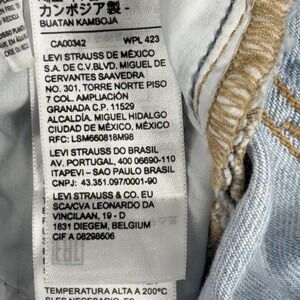 カンボジア製 -
BUATAN KAMBOJA
CA00342 WPL 423
LEVI STRAUSS DE MÉXICO
S.A. DE C.V.BLVD. MIGUEL DE
CERVANTES SAAVEDRA
NO. 301, TORRE NORTE PISO
7 COL. AMPLIACIÓN
GRANADA C.P. 11529
ALCALDÍA. MIGUEL HIDALGO
CIUDAD DE MÉXICO, MÉXICO
RFC: LSM660818M98
LEVI STRAUSS DO BRASIL
AV. PORTUGAL, 400 06690-110
ITAPEVI – SAO PAULO BRASIL
CNPJ: 43.351.097/0001-90
LEVI STRAUSS & CO. EU
SCA/CVA LEONARDO DA
VINCILAAN, 19 - D
1831 DIEGEM, BELGIUM
CIF A 08298606
TEMPERATURA ALTA A 200°C